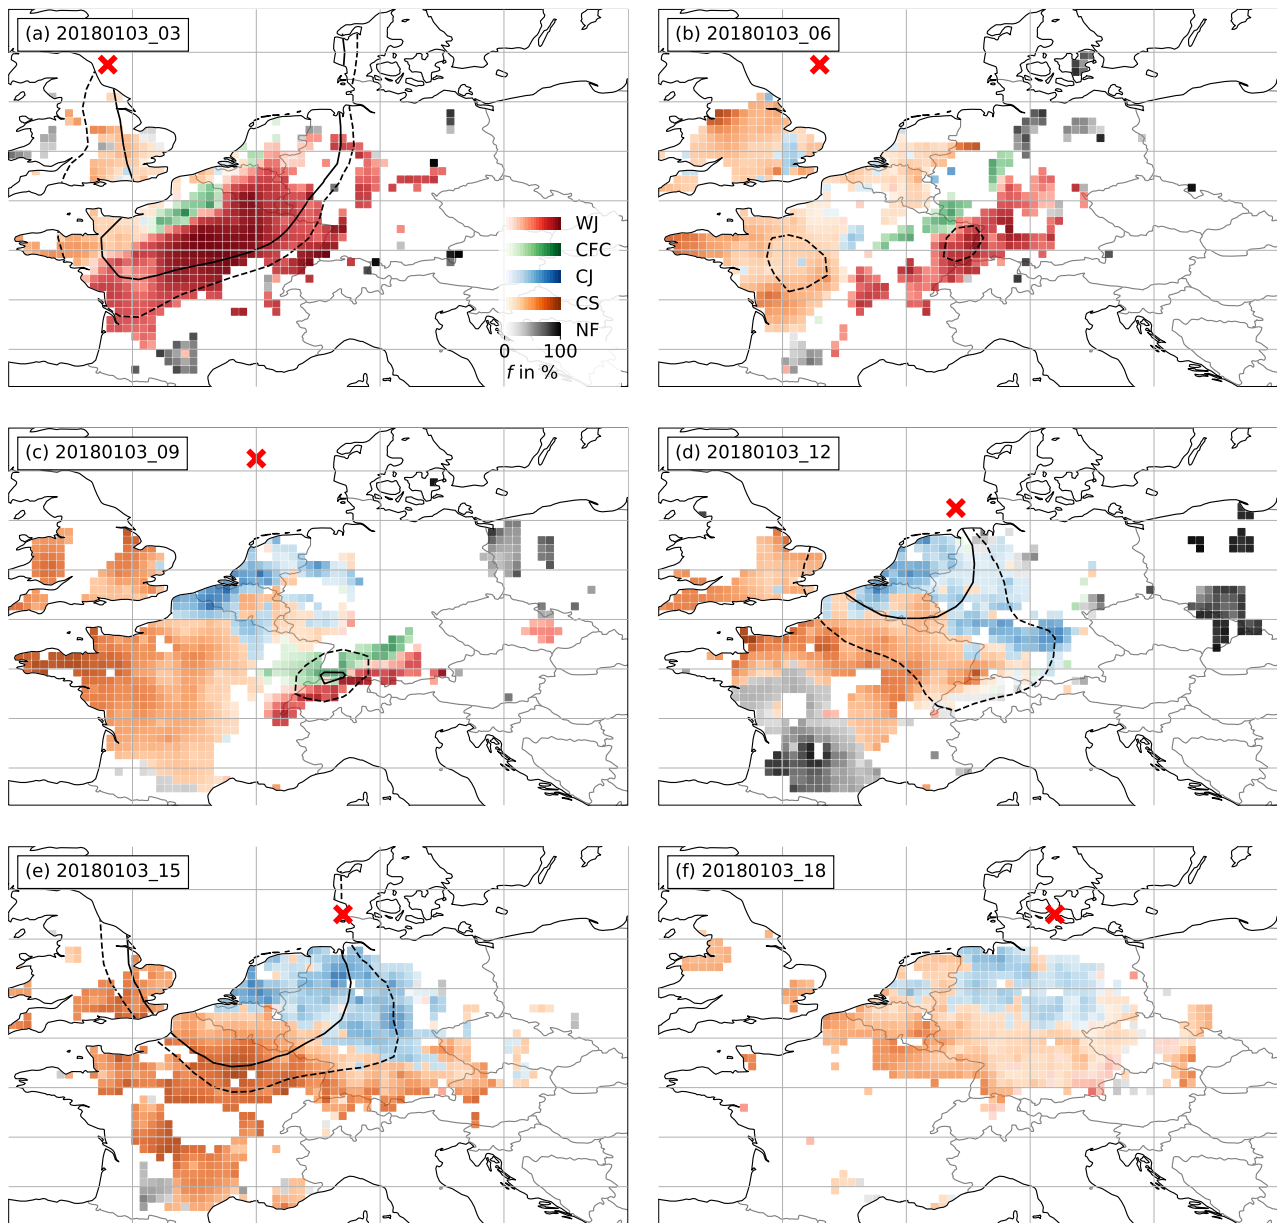 (a) 20180103_03
(b) 20180103_06
WJ
CFC
CJ
CS
NF
0 100
f in %
(c) 20180103_09
(d) 20180103_12
(e) 20180103_15
(f) 20180103_18